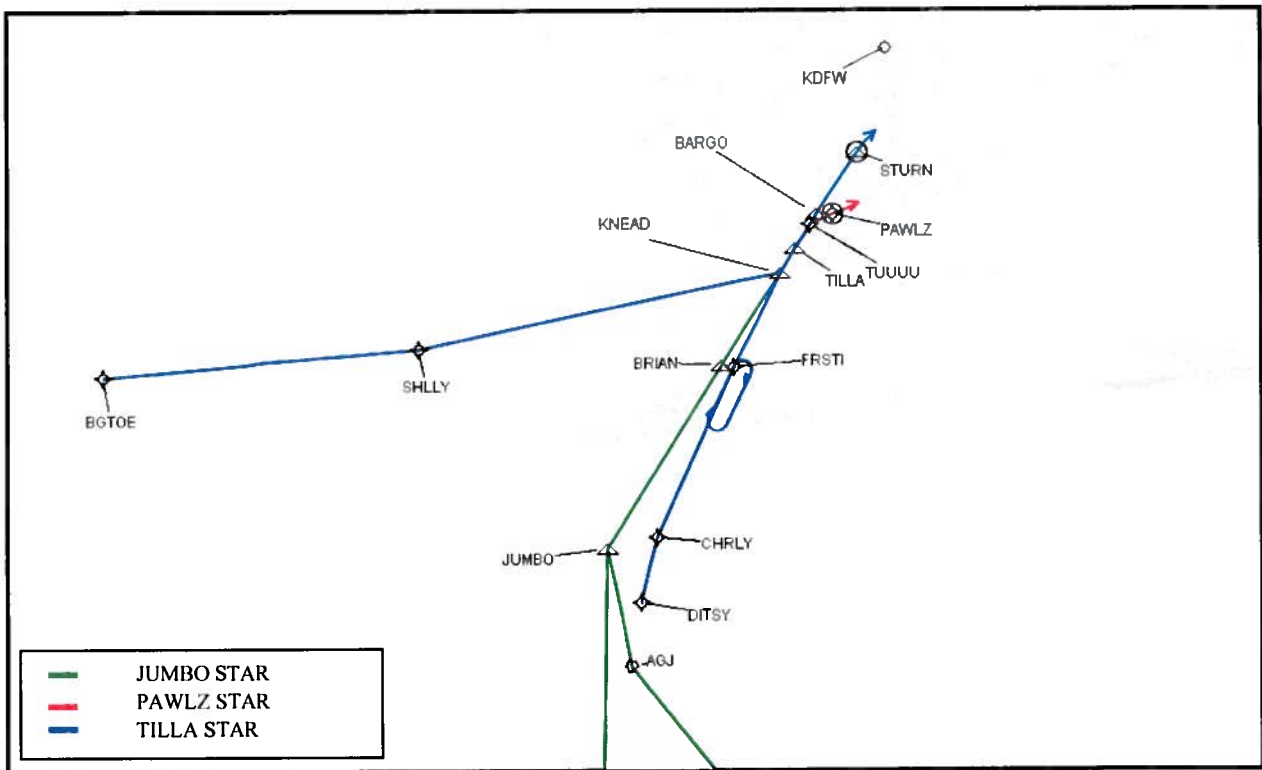 KDFW
BARGO
STURN
KNEAD
PAWLZ
TILLA
TUUUU
BRIAN
FRSTI
SHLLY
BGTOE
CHRLY
JUMBO
DITSY
AGJ
JUMBO STAR
PAWLZ STAR
TILLA STAR